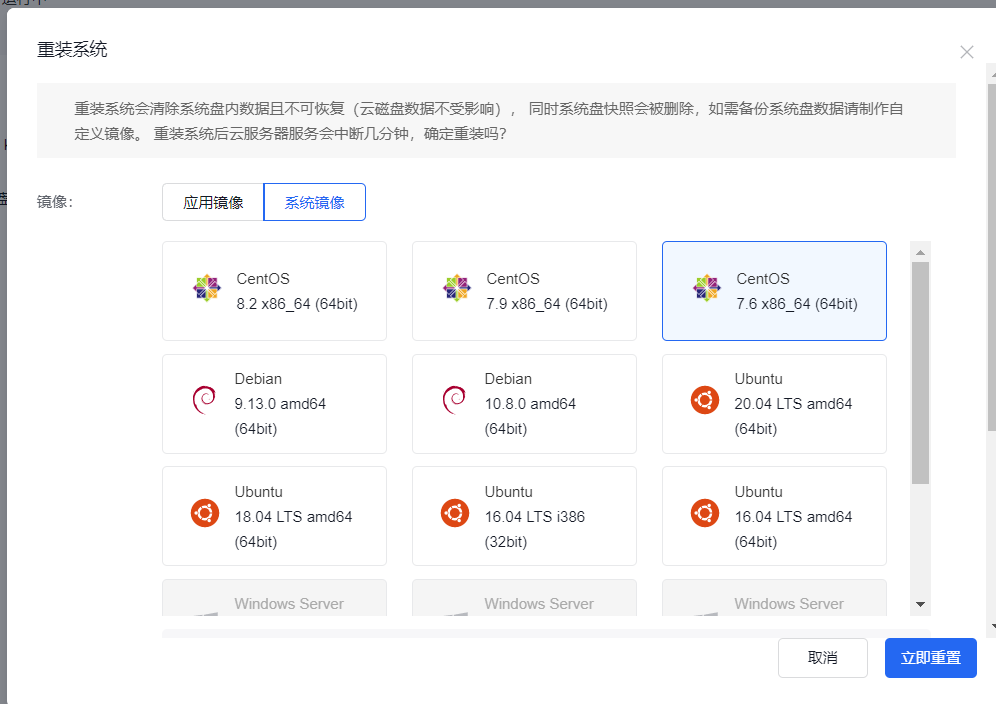 重装系统
重装系统会清除系统盘内数据且不可恢复（云磁盘数据不受影响）， 同时系统盘快照会被删除，如需备份系统盘数据请制作自
定义镜像。 重装系统后云服务器服务会中断几分钟，确定重装吗?
镜像：
应用镜像
系统镜像
CentOS
8.2 x86_64 (64bit)
CentOS
7.9 x86_64 (64bit)
CentOS
7.6 x86_64 (64bit)
Debian
9.13.0 amd64
(64bit)
Debian
10.8.0 amd64
(64bit)
Ubuntu
20.04 LTS amd64
(64bit)
Ubuntu
18.04 LTS amd64
(64bit)
Ubuntu
16.04 LTS i386
(32bit)
Ubuntu
16.04 LTS amd64
(64bit)
Windows Server
Windows Server
Windows Server
取消
立即重置